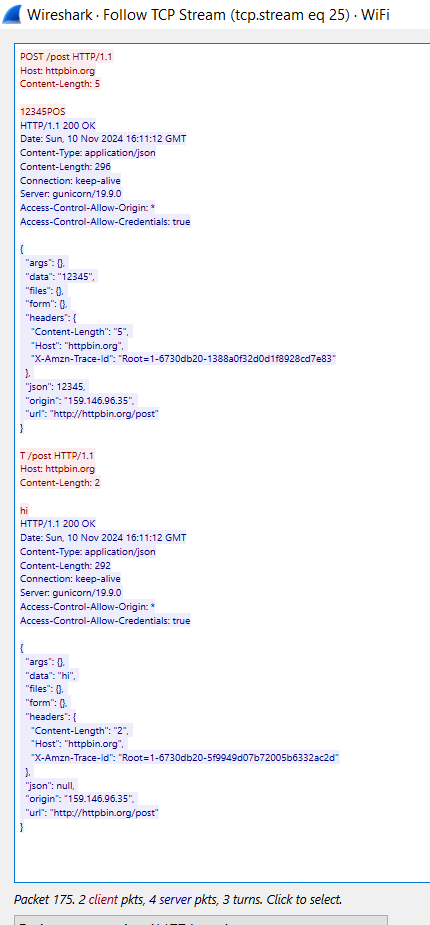 Wireshark · Follow TCP Stream (tcp.stream eq 25) · WiFi
POST /post HTTP/1.1
Host: httpbin.org
Content-Length: 5
12345POS
HTTP/1.1 200 OK
Date: Sun, 10 Nov 2024 16:11:12 GMT
Content-Type: application/json
Content-Length: 296
Connection: keep-alive
Server: gunicorn/19.9.0
Access-Control-Allow-Origin: *
Access-Control-Allow-Credentials: true
{
"args": {},
"data": "12345",
"files": {},
"form": {},
"headers": {
"Content-Length": "5",
"Host": "httpbin.org",
"X-Amzn-Trace-Id": "Root=1-6730db20-1388a0f32d0d1f8928cd7e83"
},
"json": 12345,
"origin": "159.146.96.35",
"url": "http://httpbin.org/post"
}
T /post HTTP/1.1
Host: httpbin.org
Content-Length: 2
hi
HTTP/1.1 200 OK
Date: Sun, 10 Nov 2024 16:11:12 GMT
Content-Type: application/json
Content-Length: 292
Connection: keep-alive
Server: gunicorn/19.9.0
Access-Control-Allow-Origin: *
Access-Control-Allow-Credentials: true
{
"args": {},
"data": "hi",
"files": {},
"form": {},
"headers": {
"Content-Length": "2",
"Host": "httpbin.org",
"X-Amzn-Trace-Id": "Root=1-6730db20-5f9949d07b72005b6332ac2d"
},
"json": null,
"origin": "159.146.96.35",
"url": "http://httpbin.org/post"
}
Packet 175. 2 client pkts, 4 server pkts, 3 turns. Click to select.